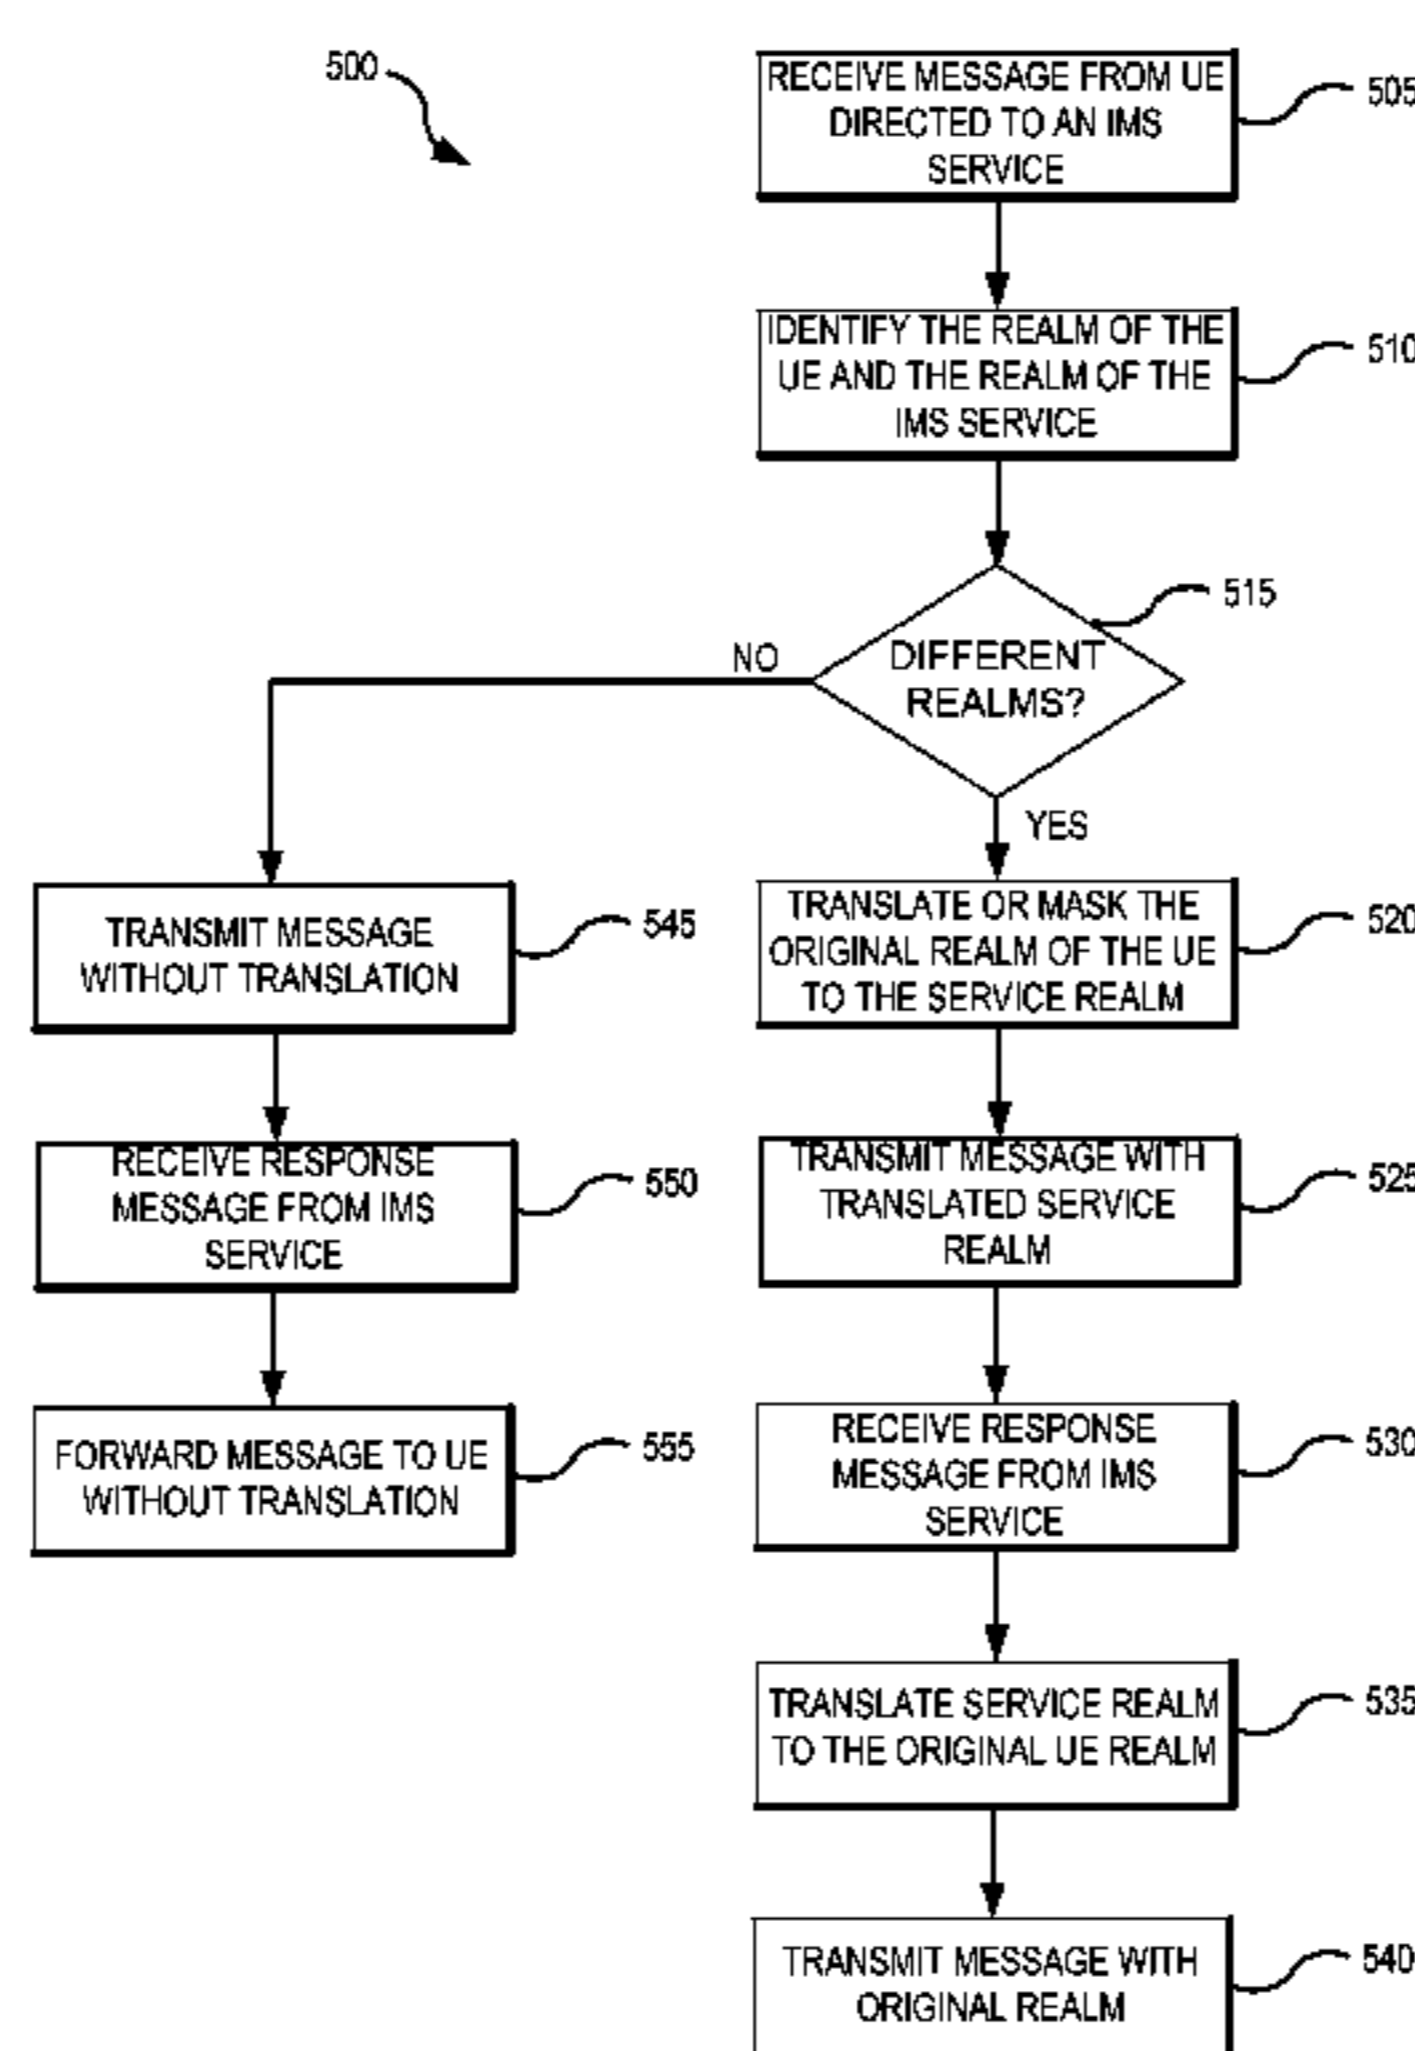 500
RECEIVE MESSAGE FROM UE
DIRECTED TO AN IMS
SERVICE
505
IDENTIFY THE REALM OF THE
UE AND THE REALM OF THE
IMS SERVICE
510
DIFFERENT
REALMS?
515
NO
YES
TRANSMIT MESSAGE
WITHOUT TRANSLATION
545
TRANSLATE OR MASK THE
ORIGINAL REALM OF THE UE
TO THE SERVICE REALM
520
RECEIVE RESPONSE
MESSAGE FROM IMS
SERVICE
550
TRANSMIT MESSAGE WITH
TRANSLATED SERVICE
REALM
525
FORWARD MESSAGE TO UE
WITHOUT TRANSLATION
555
RECEIVE RESPONSE
MESSAGE FROM IMS
SERVICE
530
TRANSLATE SERVICE REALM
TO THE ORIGINAL UE REALM
535
TRANSMIT MESSAGE WITH
ORIGINAL REALM
540